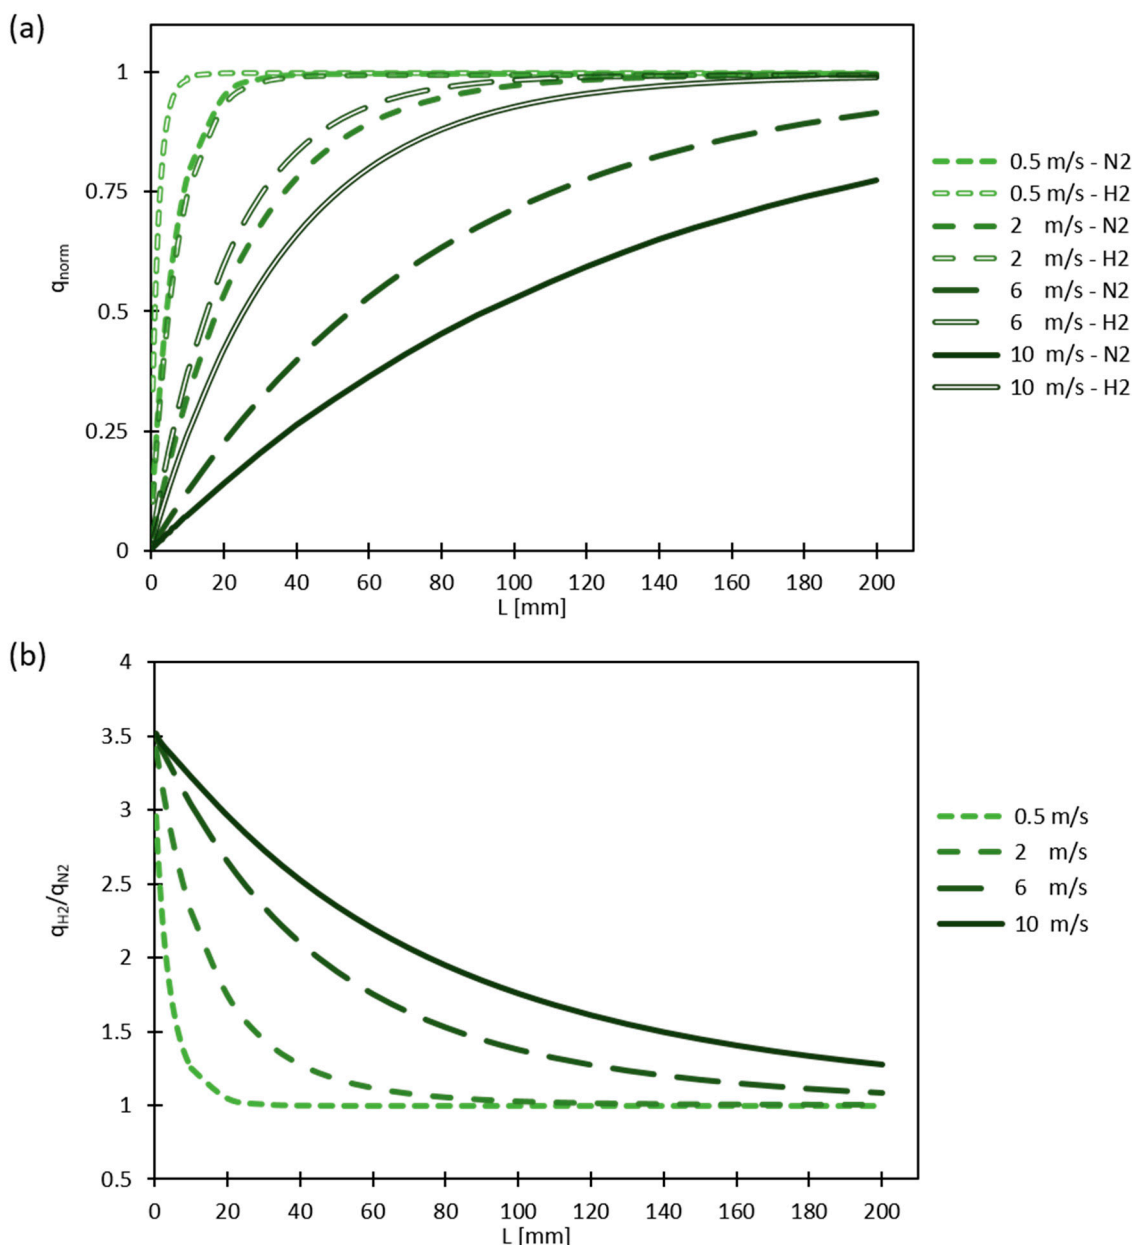 (a)
1
0.75
0.5
0.25
0
q_norm
0 20 40 60 80 100 120 140 160 180 200
L [mm]
0.5 m/s - N2
0.5 m/s - H2
2 m/s - N2
2 m/s - H2
6 m/s - N2
6 m/s - H2
10 m/s - N2
10 m/s - H2
(b)
4
3.5
3
2.5
2
1.5
1
0.5
q_H2/q_N2
0 20 40 60 80 100 120 140 160 180 200
L [mm]
0.5 m/s
2 m/s
6 m/s
10 m/s